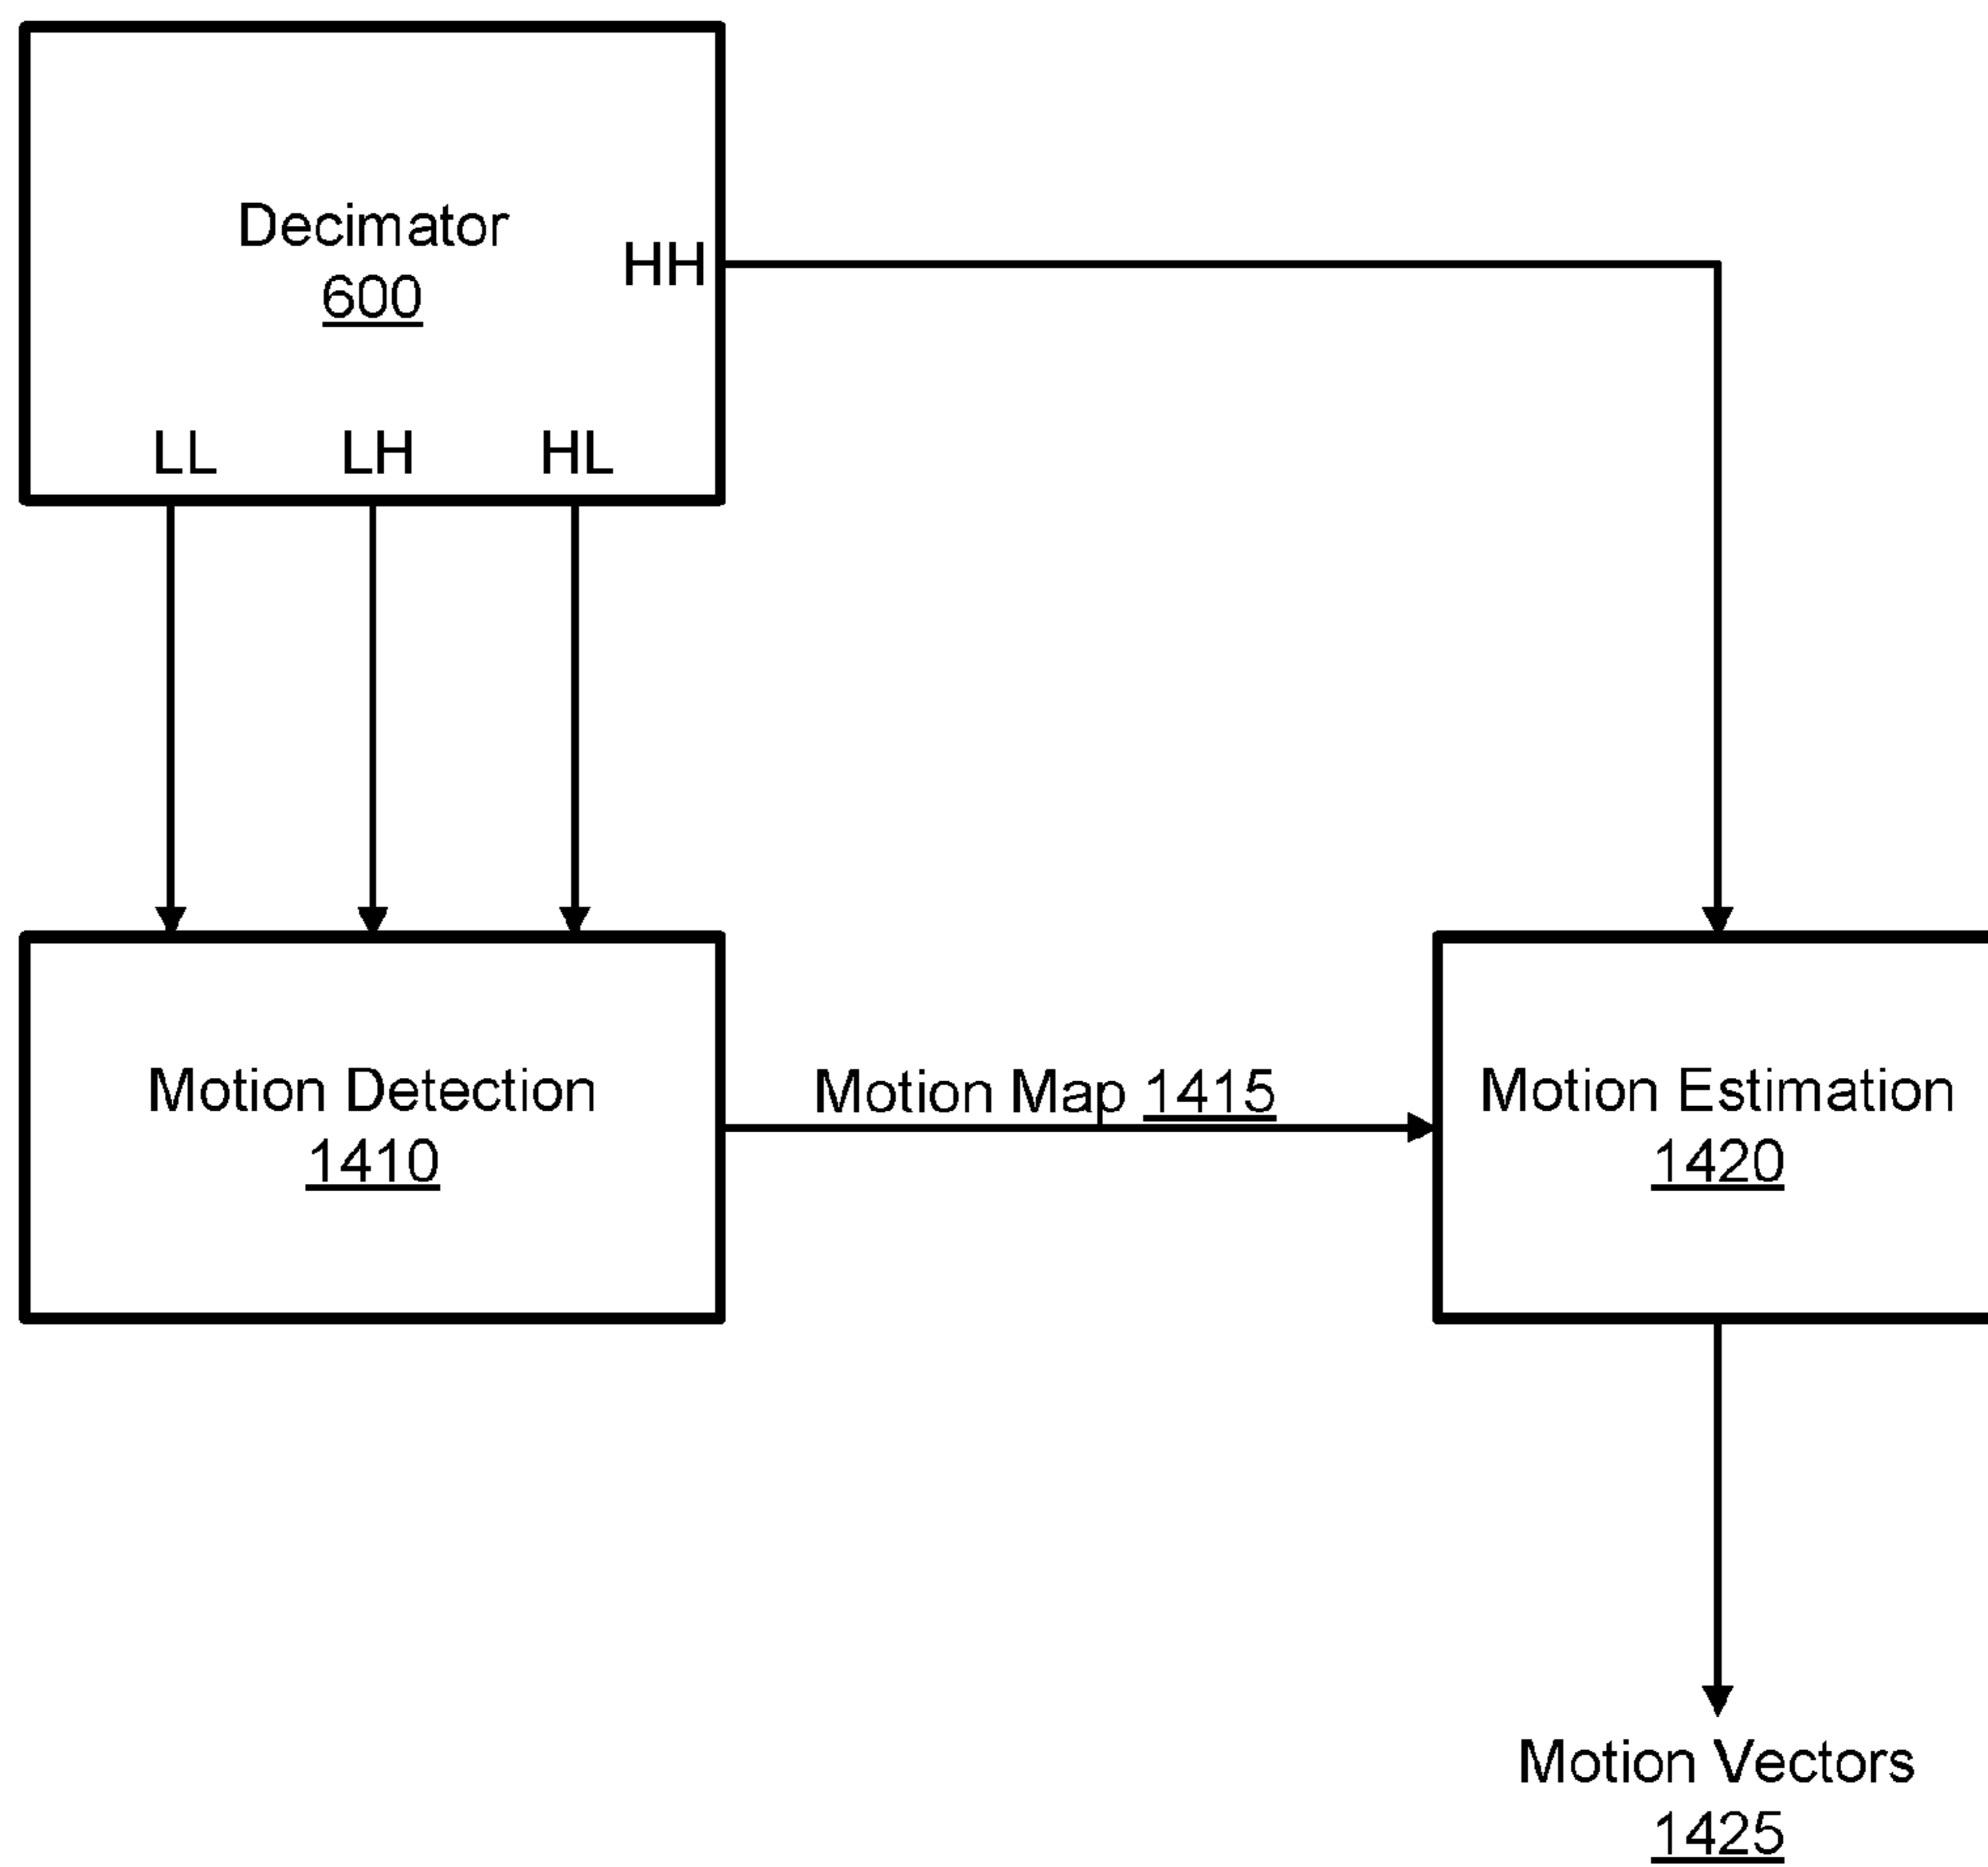 Decimator
600
HH
LL LH HL
Motion Detection
1410
Motion Map 1415
Motion Estimation
1420
Motion Vectors
1425